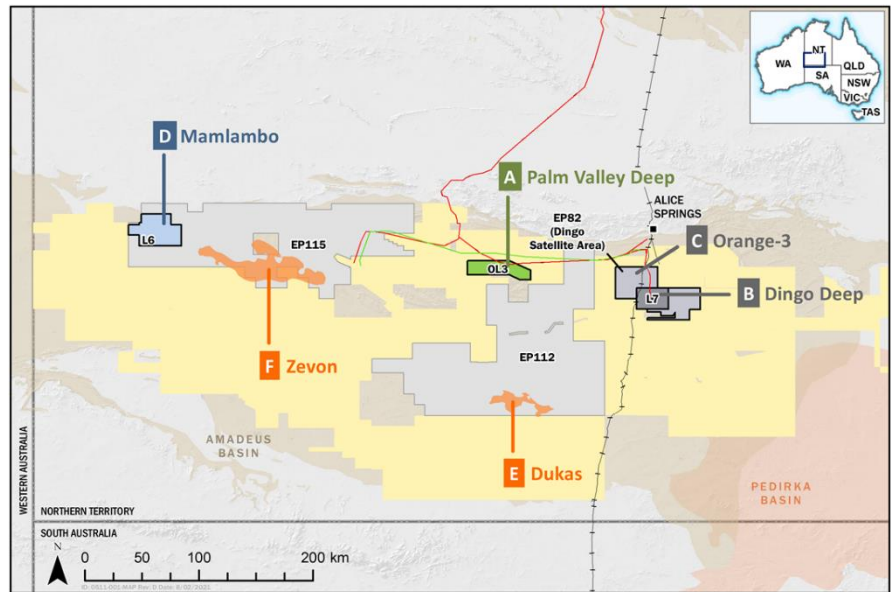 WA
NT
QLD
SA
NSW
VIC
TAS
D Mamlambo
A Palm Valley Deep
ALICE
SPRINGS
EP82
(Dingo
Satellite Area)
C Orange-3
L6
EP115
OL3
L7
B Dingo Deep
F Zevon
EP112
AMADEUS
BASIN
E Dukas
PEDIRKA
BASIN
WESTERN AUSTRALIA
NORTHERN TERRITORY
SOUTH AUSTRALIA
N
0 50 100 200 km